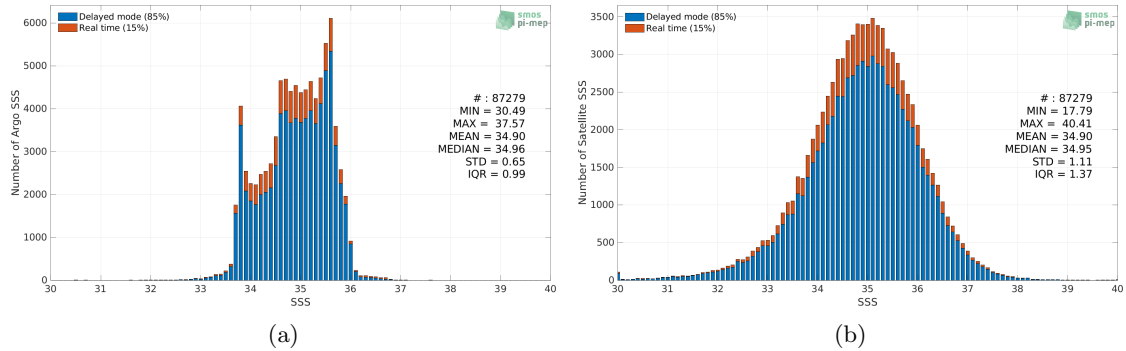 Delayed mode (85%)
Real time (15%)
smos
pi-mep
# : 87279
MIN = 30.49
MAX = 37.57
MEAN = 34.90
MEDIAN = 34.96
STD = 0.65
IQR = 0.99
Number of Argo SSS
6000
5000
4000
3000
2000
1000
0
30 31 32 33 34 35 36 37 38 39 40
SSS
(a)
Delayed mode (85%)
Real time (15%)
smos
pi-mep
# : 87279
MIN = 17.79
MAX = 40.41
MEAN = 34.90
MEDIAN = 34.95
STD = 1.11
IQR = 1.37
Number of Satellite SSS
3500
3000
2500
2000
1500
1000
500
0
30 31 32 33 34 35 36 37 38 39 40
SSS
(b)